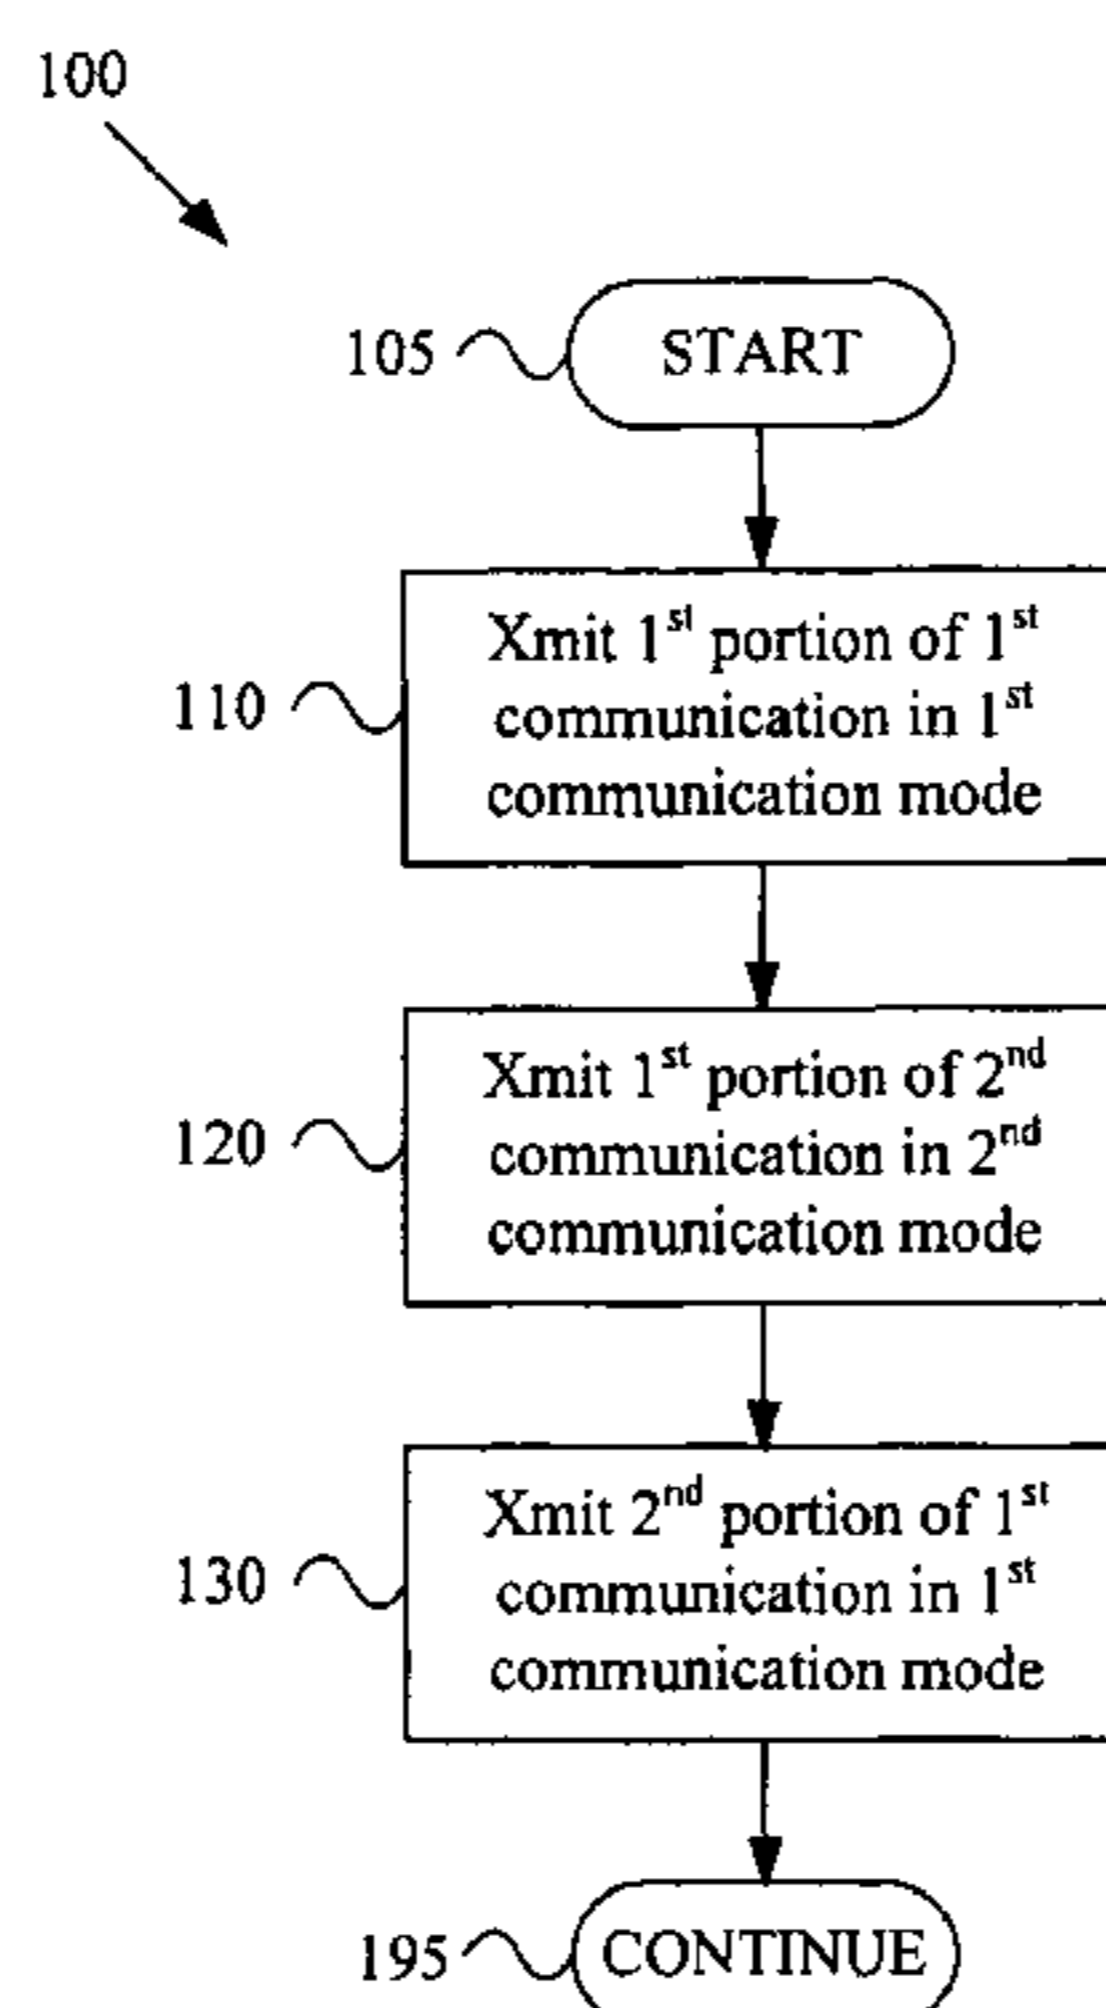 100
105 START
110
Xmit 1st portion of 1st
communication in 1st
communication mode
120
Xmit 1st portion of 2nd
communication in 2nd
communication mode
130
Xmit 2nd portion of 1st
communication in 1st
communication mode
195 CONTINUE